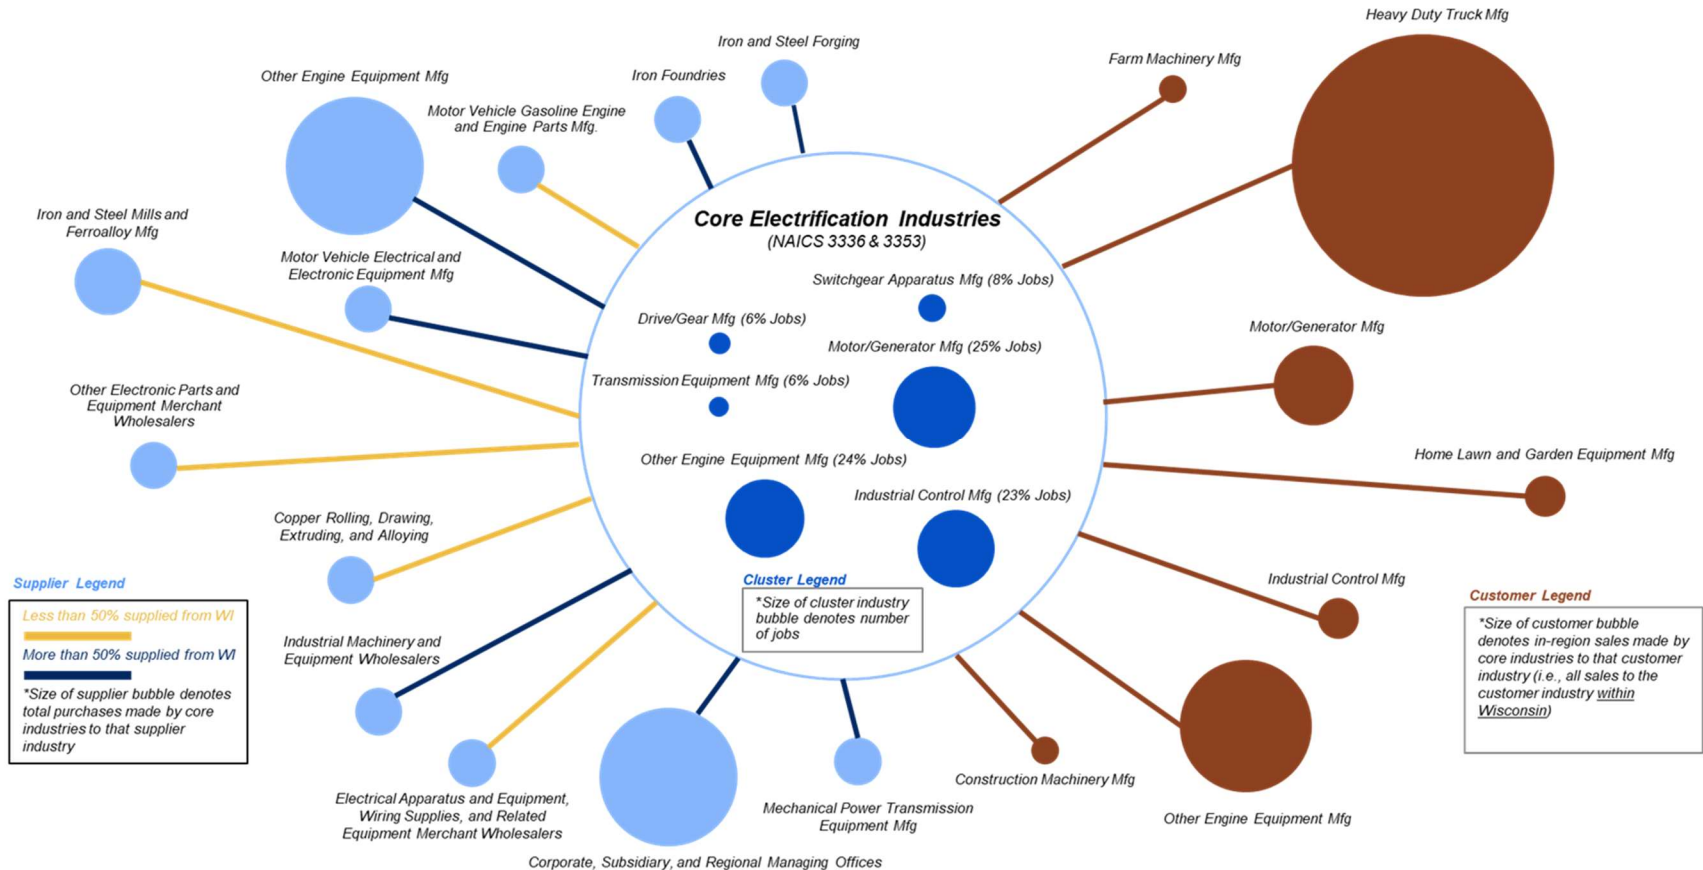 Heavy Duty Truck Mfg
Iron and Steel Forging
Farm Machinery Mfg
Iron Foundries
Other Engine Equipment Mfg
Motor Vehicle Gasoline Engine
and Engine Parts Mfg.
Iron and Steel Mills and
Ferroalloy Mfg
Core Electrification Industries
(NAICS 3336 & 3353)
Motor Vehicle Electrical and
Electronic Equipment Mfg
Switchgear Apparatus Mfg (8% Jobs)
Drive/Gear Mfg (6% Jobs)
Motor/Generator Mfg
Motor/Generator Mfg (25% Jobs)
Transmission Equipment Mfg (6% Jobs)
Other Electronic Parts and
Equipment Merchant
Wholesalers
Other Engine Equipment Mfg (24% Jobs)
Home Lawn and Garden Equipment Mfg
Industrial Control Mfg (23% Jobs)
Copper Rolling, Drawing,
Extruding, and Alloying
Industrial Control Mfg
Supplier Legend
Less than 50% supplied from WI
More than 50% supplied from WI
*Size of supplier bubble denotes
total purchases made by core
industries to that supplier
industry
Cluster Legend
*Size of cluster industry
bubble denotes number
of jobs
Customer Legend
*Size of customer bubble
denotes in-region sales made by
core industries to that customer
industry (i.e., all sales to the
customer industry within
Wisconsin)
Industrial Machinery and
Equipment Wholesalers
Construction Machinery Mfg
Electrical Apparatus and Equipment,
Wiring Supplies, and Related
Equipment Merchant Wholesalers
Mechanical Power Transmission
Equipment Mfg
Other Engine Equipment Mfg
Corporate, Subsidiary, and Regional Managing Offices